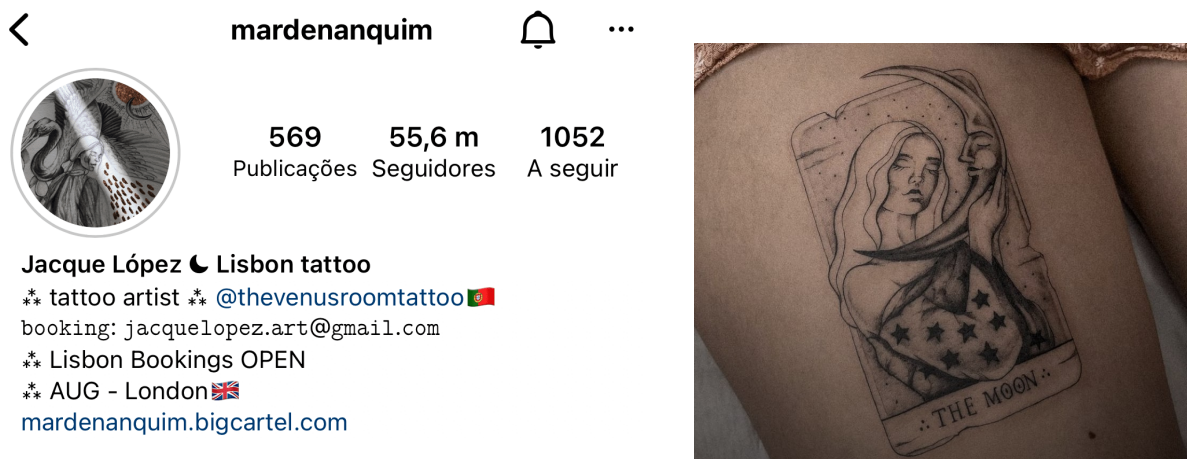 mardenanquim
569 55,6 m 1052
Publicações Seguidores A seguir
Jacque López ⏾ Lisbon tattoo
⁂ tattoo artist ⁂ @thevenusroomtattoo🇵🇹
booking: jacquelopez.art@gmail.com
⁂ Lisbon Bookings OPEN
⁂ AUG - London🇬🇧
mardenanquim.bigcartel.com
∴ THE MOON ∴